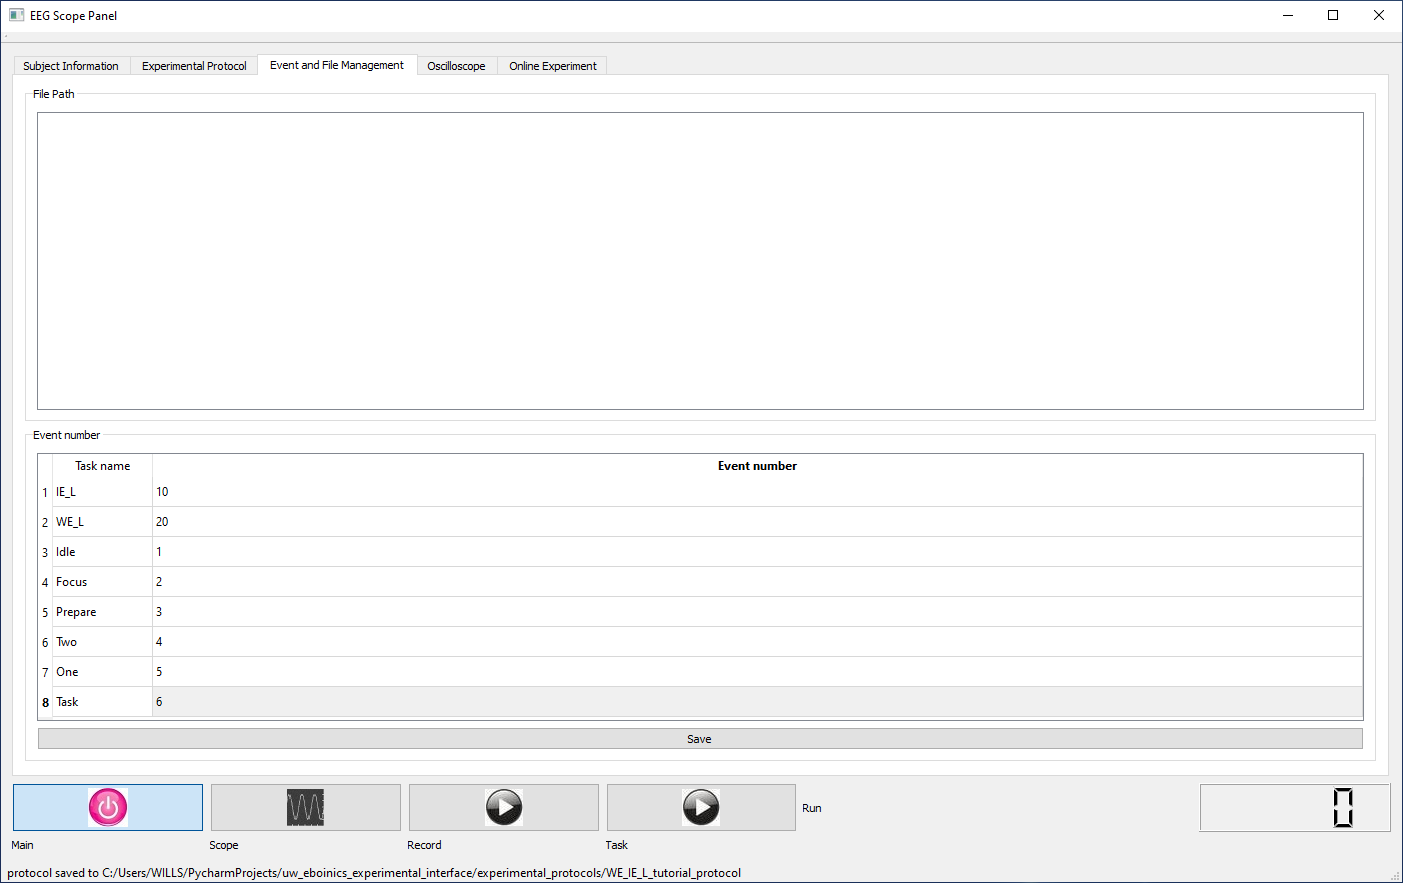 EEG Scope Panel
Subject Information Experimental Protocol Event and File Management Oscilloscope Online Experiment
File Path
Event number
Task name Event number
1 IE_L 10
2 WE_L 20
3 Idle 1
4 Focus 2
5 Prepare 3
6 Two 4
7 One 5
8 Task 6
Save
Run 0
Main Scope Record Task
protocol saved to C:/Users/WILLS/PycharmProjects/uw_eboinics_experimental_interface/experimental_protocols/WE_IE_L_tutorial_protocol